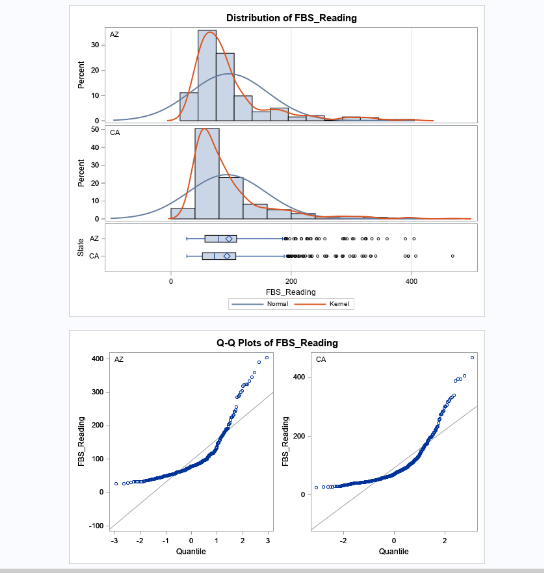 Distribution of FBS_Reading
AZ
Percent
30
20
10
0
CA
Percent
50
40
30
20
10
0
State
AZ
CA
0 200 400
FBS_Reading
Normal Kernel
Q-Q Plots of FBS_Reading
AZ
FBS_Reading
400
300
200
100
0
-100
-3 -2 -1 0 1 2 3
Quantile
CA
FBS_Reading
400
200
0
-2 0 2
Quantile